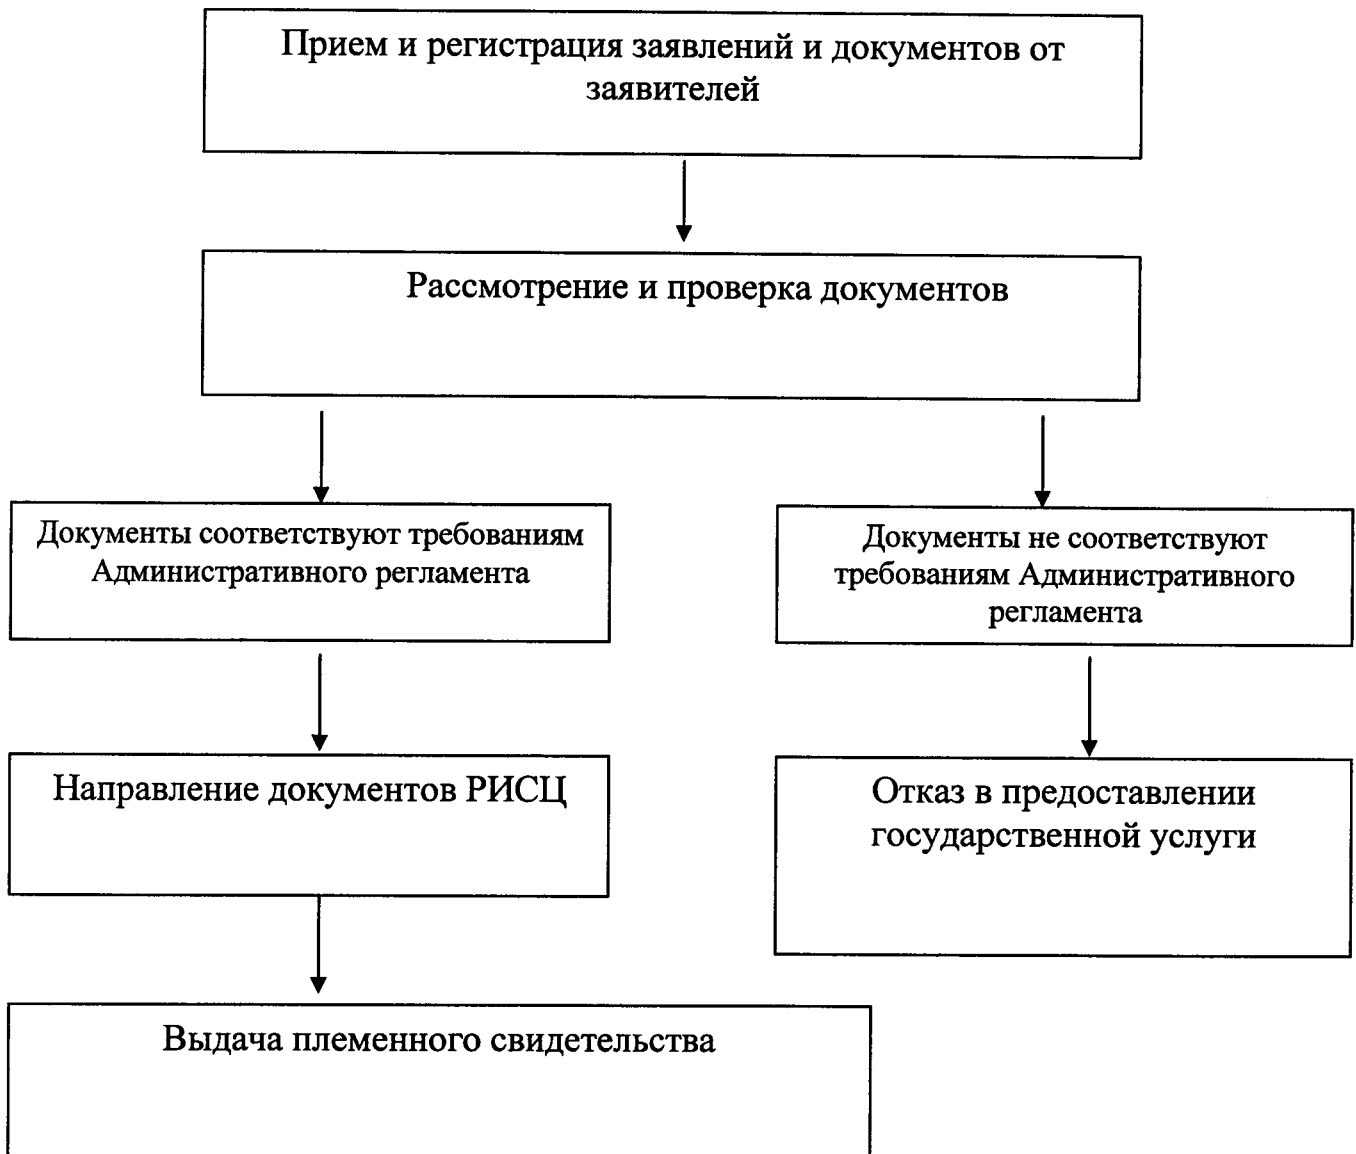 Прием и регистрация заявлений и документов от
заявителей
Рассмотрение и проверка документов
Документы соответствуют требованиям
Административного регламента
Документы не соответствуют
требованиям Административного
регламента
Направление документов РИСЦ
Отказ в предоставлении
государственной услуги
Выдача племенного свидетельства